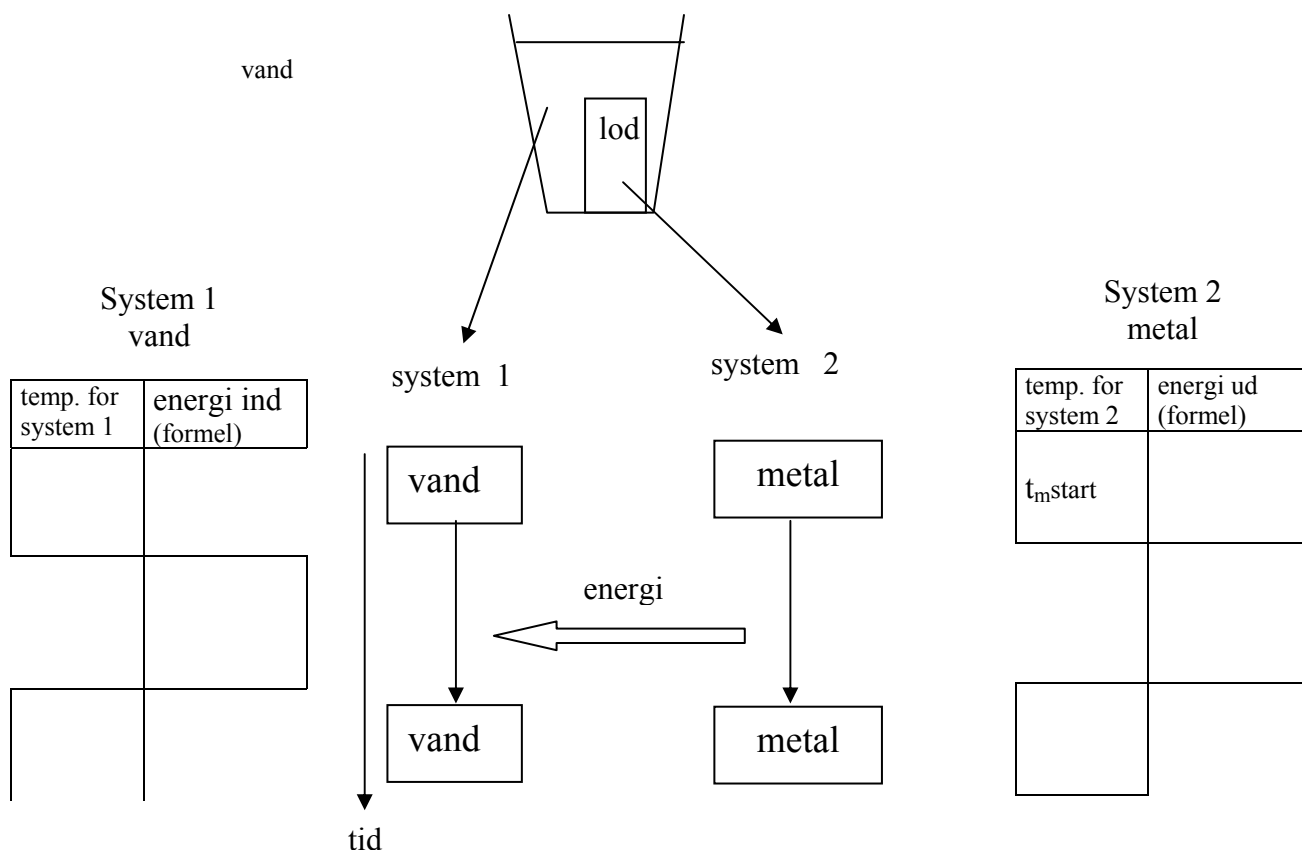 vand
lod
System 1
vand
System 2
metal
system 1
system 2
temp. for
system 1
energi ind
(formel)
temp. for
system 2
energi ud
(formel)
vand
metal
tmstart
energi
vand
metal
tid